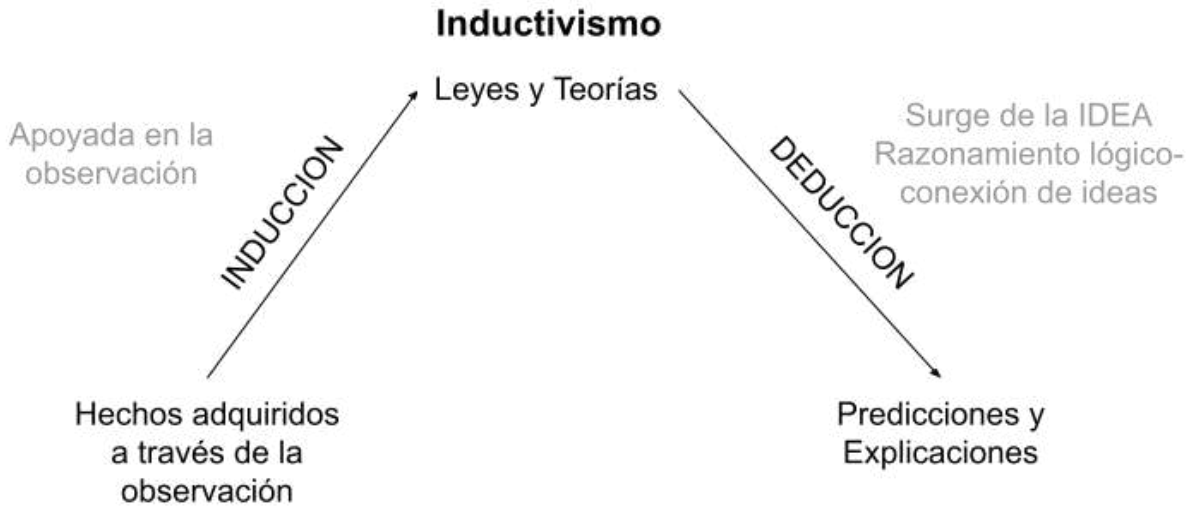 Inductivismo
Leyes y Teorías
Apoyada en la
observación
INDUCCION
DEDUCCION
Surge de la IDEA
Razonamiento lógico-
conexión de ideas
Hechos adquiridos
a través de la
observación
Predicciones y
Explicaciones